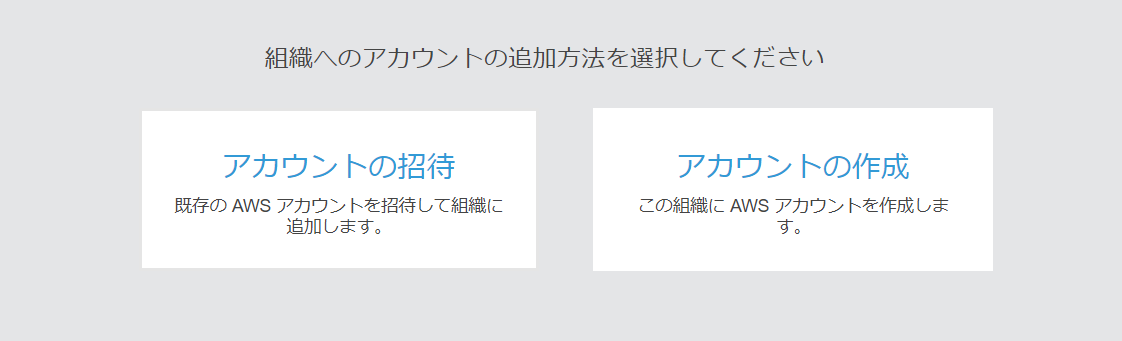 組織へのアカウントの追加方法を選択してください
アカウントの招待
既存の AWS アカウントを招待して組織に
追加します。
アカウントの作成
この組織に AWS アカウントを作成しま
す。